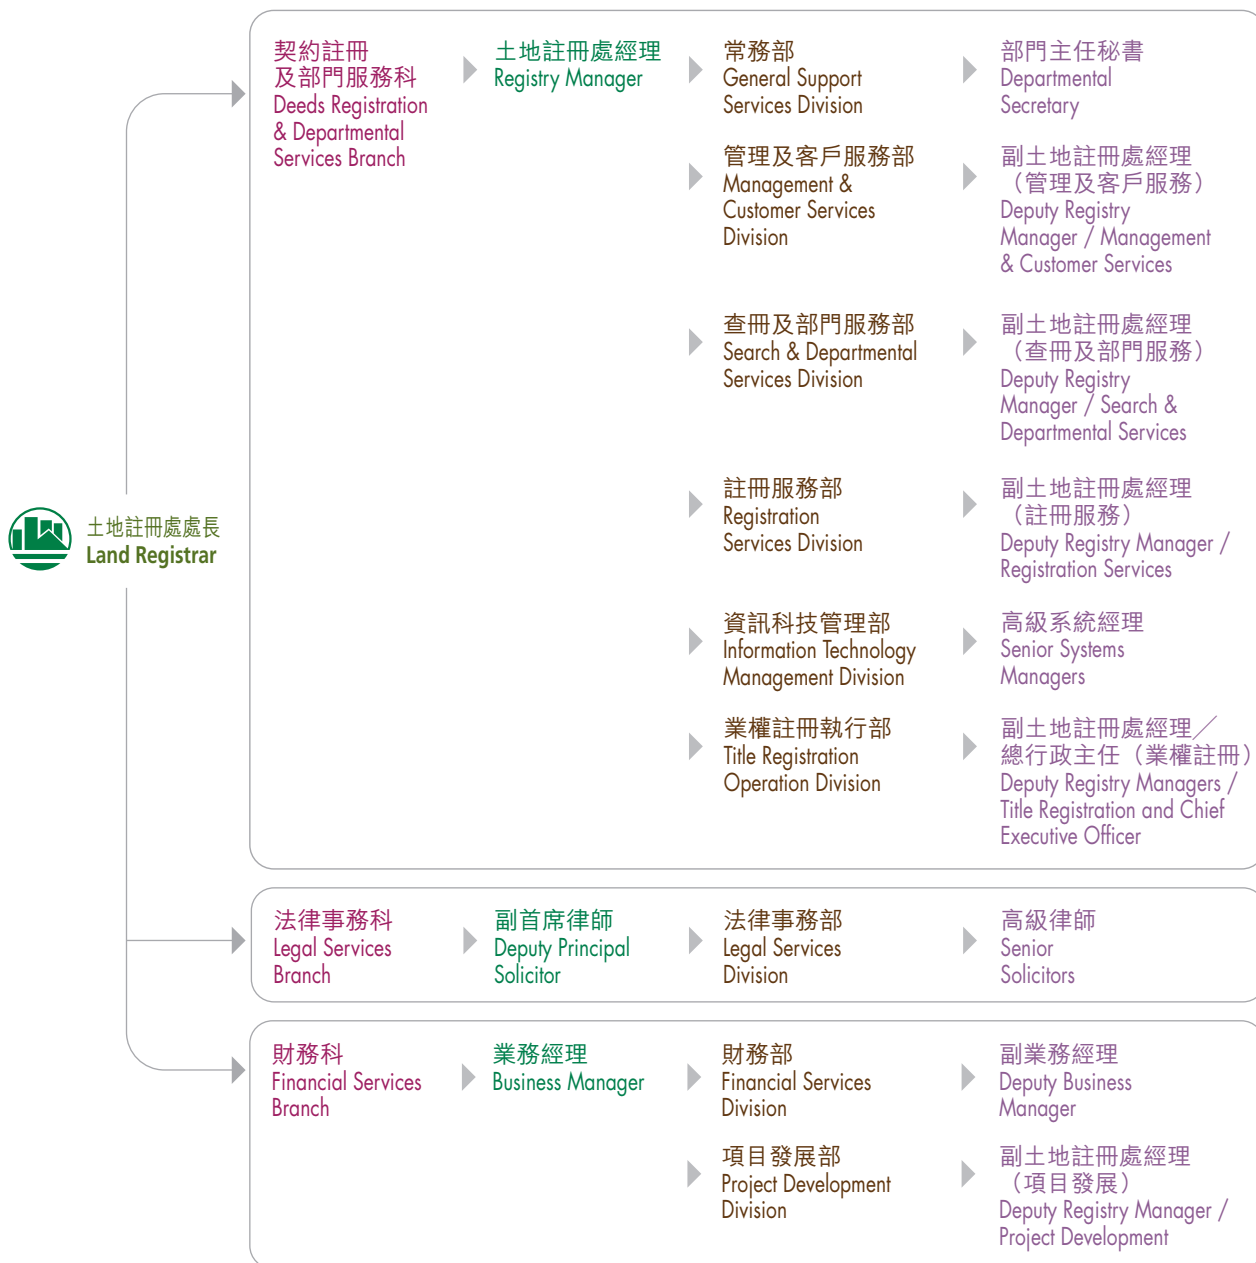 土地註冊處處長
Land Registrar
契約註冊
及部門服務科
Deeds Registration
& Departmental
Services Branch
土地註冊處經理
Registry Manager
常務部
General Support
Services Division
部門主任秘書
Departmental
Secretary
管理及客戶服務部
Management &
Customer Services
Division
副土地註冊處經理
（管理及客戶服務）
Deputy Registry
Manager / Management
& Customer Services
查冊及部門服務部
Search & Departmental
Services Division
副土地註冊處經理
（查冊及部門服務）
Deputy Registry
Manager / Search &
Departmental Services
註冊服務部
Registration
Services Division
副土地註冊處經理
（註冊服務）
Deputy Registry Manager /
Registration Services
資訊科技管理部
Information Technology
Management Division
高級系統經理
Senior Systems
Managers
業權註冊執行部
Title Registration
Operation Division
副土地註冊處經理／
總行政主任（業權註冊）
Deputy Registry Managers /
Title Registration and Chief
Executive Officer
法律事務科
Legal Services
Branch
副首席律師
Deputy Principal
Solicitor
法律事務部
Legal Services
Division
高級律師
Senior
Solicitors
財務科
Financial Services
Branch
業務經理
Business Manager
財務部
Financial Services
Division
副業務經理
Deputy Business
Manager
項目發展部
Project Development
Division
副土地註冊處經理
（項目發展）
Deputy Registry Manager /
Project Development